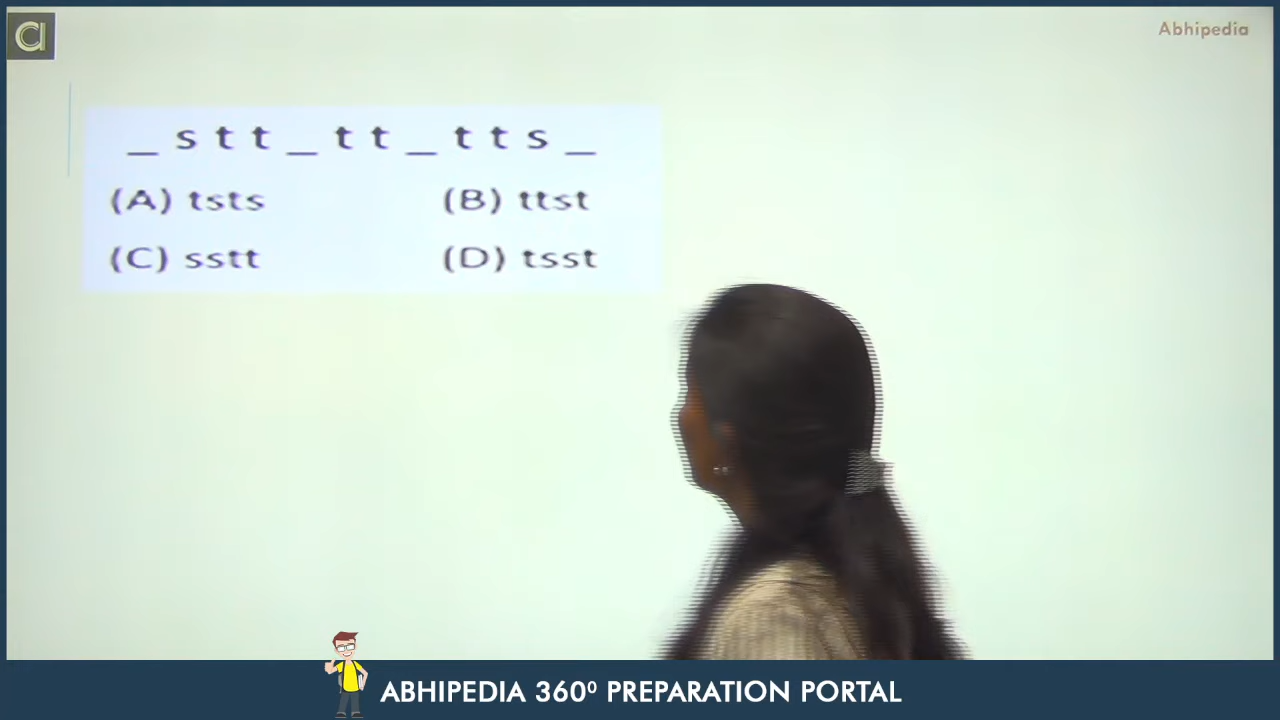 Abhipedia
_ s t t _ t t _ t t s _
(A) tsts (B) ttst
(C) sstt (D) tsst
ABHIPEDIA 360⁰ PREPARATION PORTAL